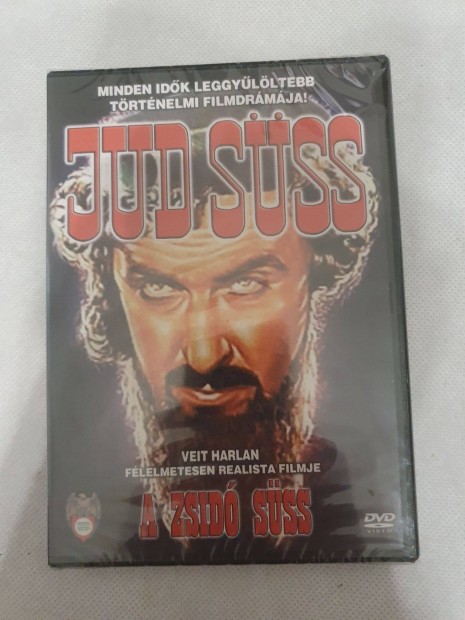 MINDEN IDŐK LEGGYŰLÖLTEBB
TÖRTÉNELMI FILMDRÁMÁJA!
JUD SÜSS
VEIT HARLAN
FÉLELMETESEN REALISTA FILMJE
A ZSIDÓ SÜSS
DVD
VIDEO